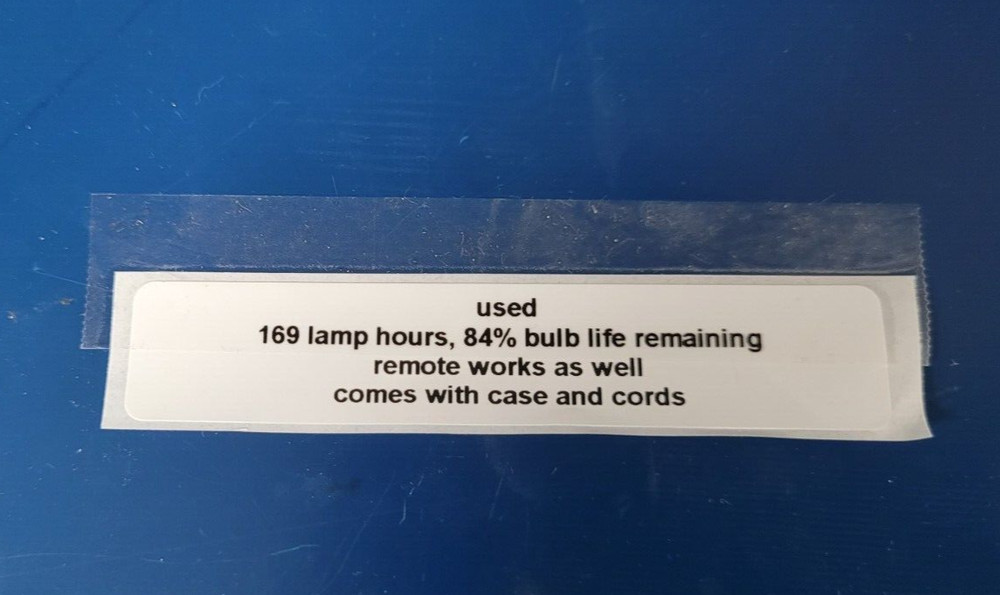 used
169 lamp hours, 84% bulb life remaining
remote works as well
comes with case and cords